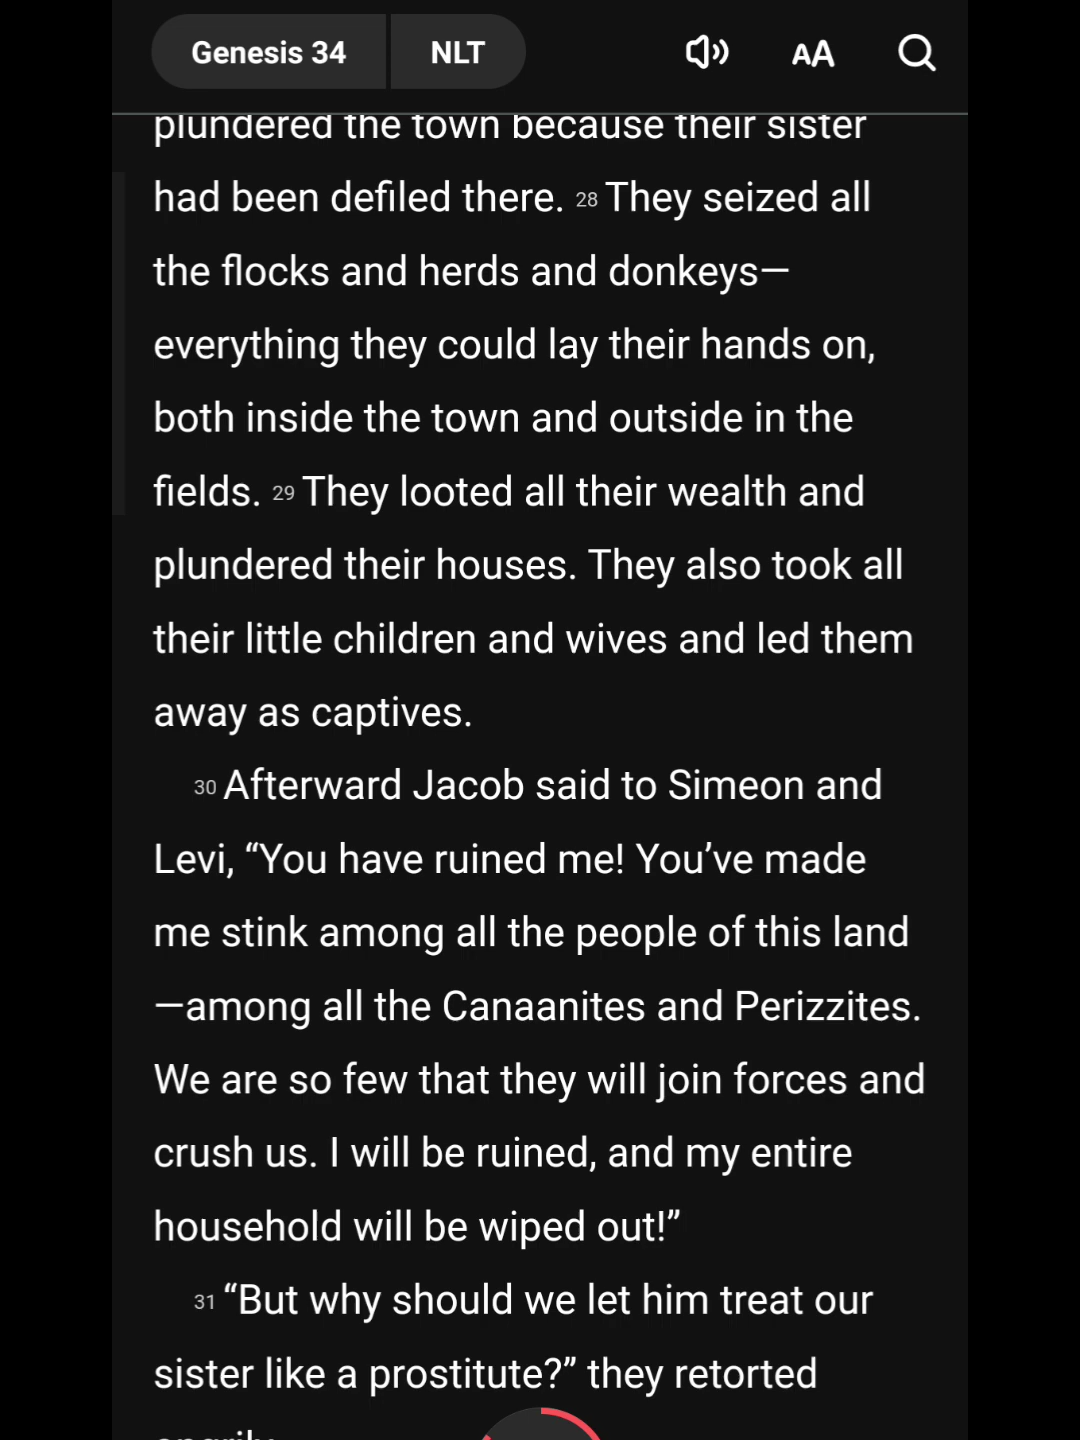 Genesis 34 NLT AA
plundered the town because their sister
had been defiled there. 28 They seized all
the flocks and herds and donkeys—
everything they could lay their hands on,
both inside the town and outside in the
fields. 29 They looted all their wealth and
plundered their houses. They also took all
their little children and wives and led them
away as captives.
30 Afterward Jacob said to Simeon and
Levi, “You have ruined me! You’ve made
me stink among all the people of this land
—among all the Canaanites and Perizzites.
We are so few that they will join forces and
crush us. I will be ruined, and my entire
household will be wiped out!”
31 “But why should we let him treat our
sister like a prostitute?” they retorted